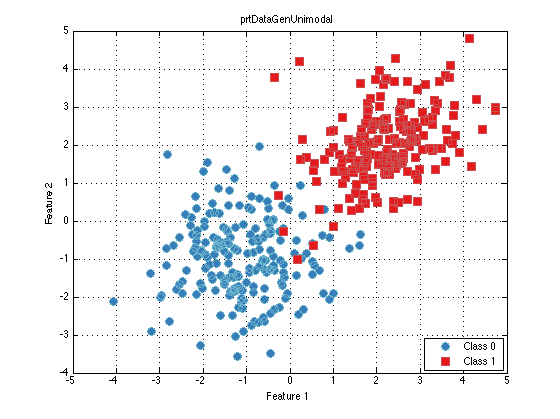 prtDataGenUnimodal
5
4
3
2
1
0
-1
-2
-3
-4
Feature 2
-5 -4 -3 -2 -1 0 1 2 3 4 5
Feature 1
Class 0
Class 1